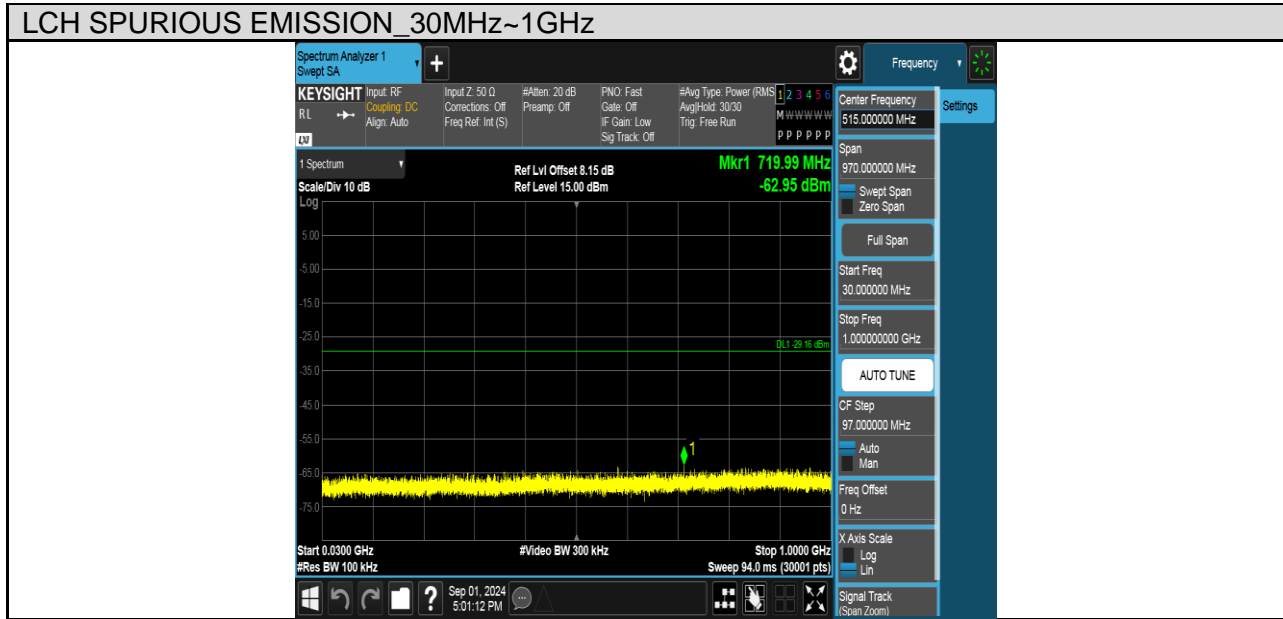 LCH SPURIOUS EMISSION_30MHz~1GHz
Spectrum Analyzer 1
Swept SA
+
Frequency
KEYSIGHT
RL
LXI
Input: RF
Coupling: DC
Align: Auto
Input Z: 50 Ω
Corrections: Off
Freq Ref: Int (S)
#Atten: 20 dB
Preamp: Off
PNO: Fast
Gate: Off
IF Gain: Low
Sig Track: Off
#Avg Type: Power (RMS
Avg|Hold: 30/30
Trig: Free Run
1 2 3 4 5 6
M W W W W W
P P P P P P
1 Spectrum
Scale/Div 10 dB
Log
Ref Lvl Offset 8.15 dB
Ref Level 15.00 dBm
Mkr1 719.99 MHz
-62.95 dBm
5.00
-5.00
-15.0
-25.0
DL1 -29.16 dBm
-35.0
-45.0
-55.0
1
-65.0
-75.0
Start 0.0300 GHz
#Res BW 100 kHz
#Video BW 300 kHz
Stop 1.0000 GHz
Sweep 94.0 ms (30001 pts)
?
Sep 01, 2024
5:01:12 PM
Center Frequency
515.000000 MHz
Settings
Span
970.000000 MHz
Swept Span
Zero Span
Full Span
Start Freq
30.000000 MHz
Stop Freq
1.000000000 GHz
AUTO TUNE
CF Step
97.000000 MHz
Auto
Man
Freq Offset
0 Hz
X Axis Scale
Log
Lin
Signal Track
(Span Zoom)